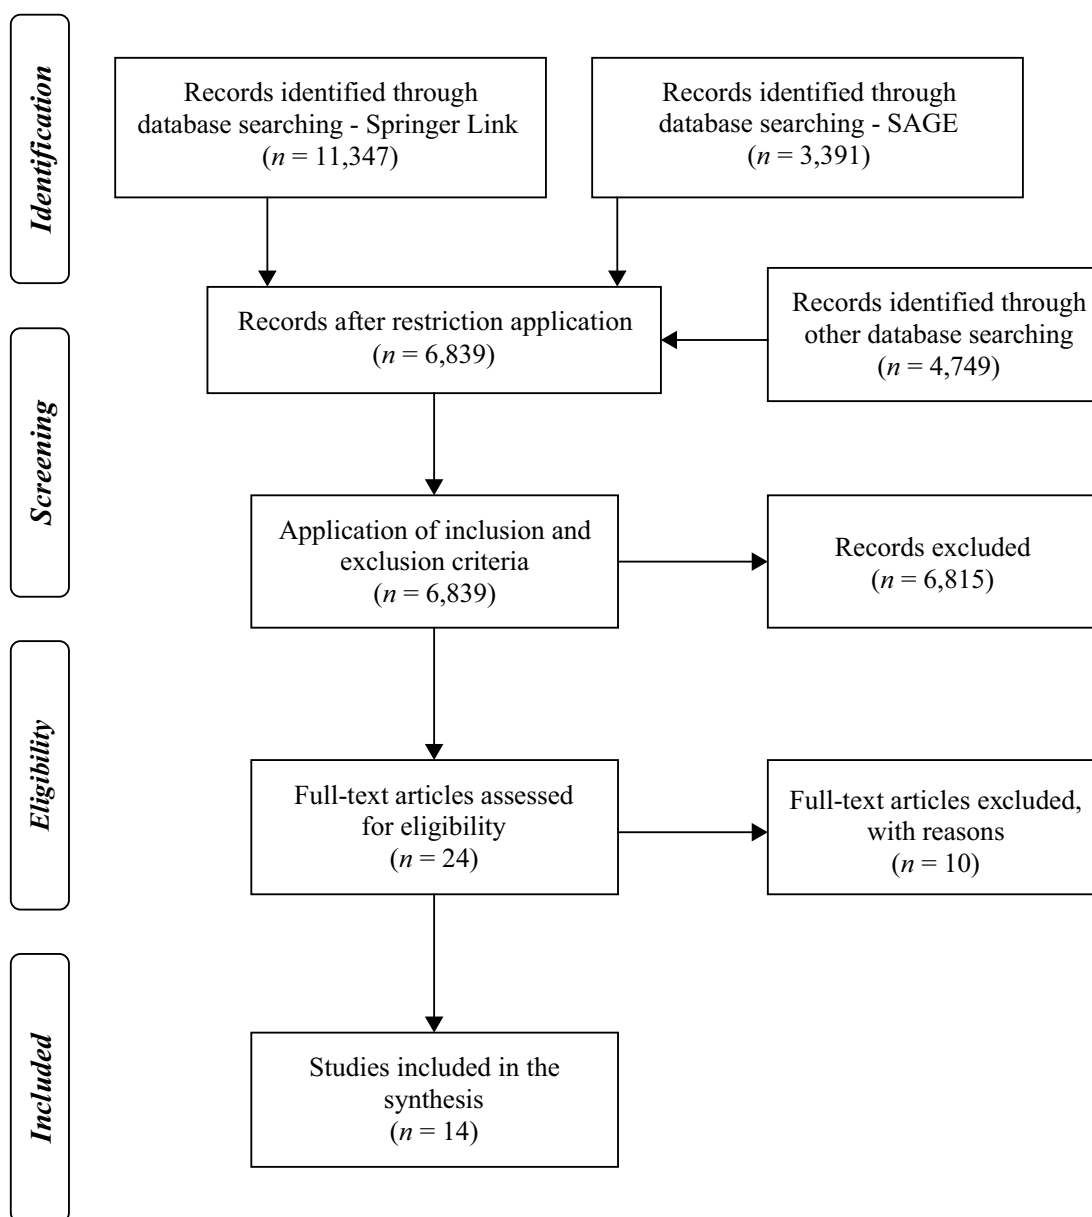 Identification
Records identified through
database searching - Springer Link
(n = 11,347)
Records identified through
database searching - SAGE
(n = 3,391)
Records after restriction application
(n = 6,839)
Records identified through
other database searching
(n = 4,749)
Screening
Application of inclusion and
exclusion criteria
(n = 6,839)
Records excluded
(n = 6,815)
Eligibility
Full-text articles assessed
for eligibility
(n = 24)
Full-text articles excluded,
with reasons
(n = 10)
Included
Studies included in the
synthesis
(n = 14)